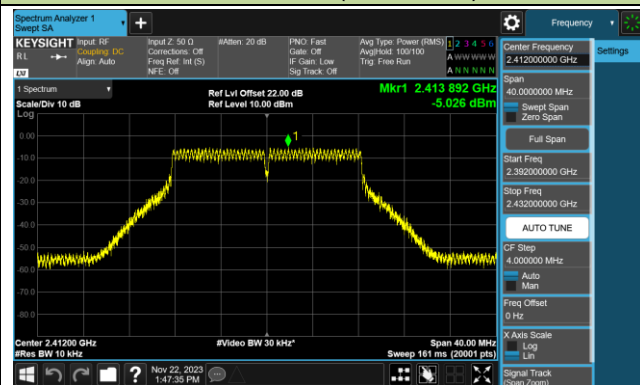 Spectrum Analyzer 1
Swept SA
+
Frequency
KEYSIGHT
RL
LXI
Input: RF
Coupling: DC
Align: Auto
Input Z: 50 Ω
Corrections: Off
Freq Ref: Int (S)
NFE: Off
#Atten: 20 dB
PNO: Fast
Gate: Off
IF Gain: Low
Sig Track: Off
Avg Type: Power (RMS)
Avg|Hold: 100/100
Trig: Free Run
1 2 3 4 5 6
A W W W W W
A N N N N N
1 Spectrum
Scale/Div 10 dB
Log
Ref Lvl Offset 22.00 dB
Ref Level 10.00 dBm
Mkr1 2.413 892 GHz
-5.026 dBm
1
0.00
-10.0
-20.0
-30.0
-40.0
-50.0
-60.0
-70.0
-80.0
Center 2.41200 GHz
#Res BW 10 kHz
#Video BW 30 kHz*
Span 40.00 MHz
Sweep 161 ms (20001 pts)
Center Frequency
2.412000000 GHz
Span
40.0000000 MHz
Swept Span
Zero Span
Full Span
Start Freq
2.392000000 GHz
Stop Freq
2.432000000 GHz
AUTO TUNE
CF Step
4.000000 MHz
Auto
Man
Freq Offset
0 Hz
X Axis Scale
Log
Lin
Signal Track
(Span Zoom)
Settings
?
Nov 22, 2023
1:47:35 PM